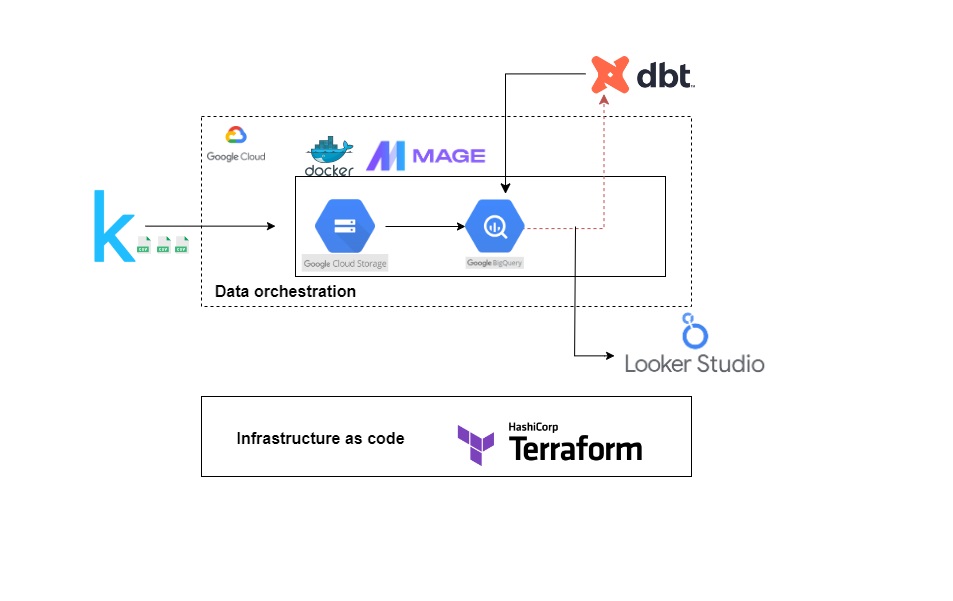 dbt
Google Cloud
docker
MAGE
k
CSV CSV CSV
Google Cloud Storage
Google BigQuery
Data orchestration
Looker Studio
Infrastructure as code
HashiCorp
Terraform